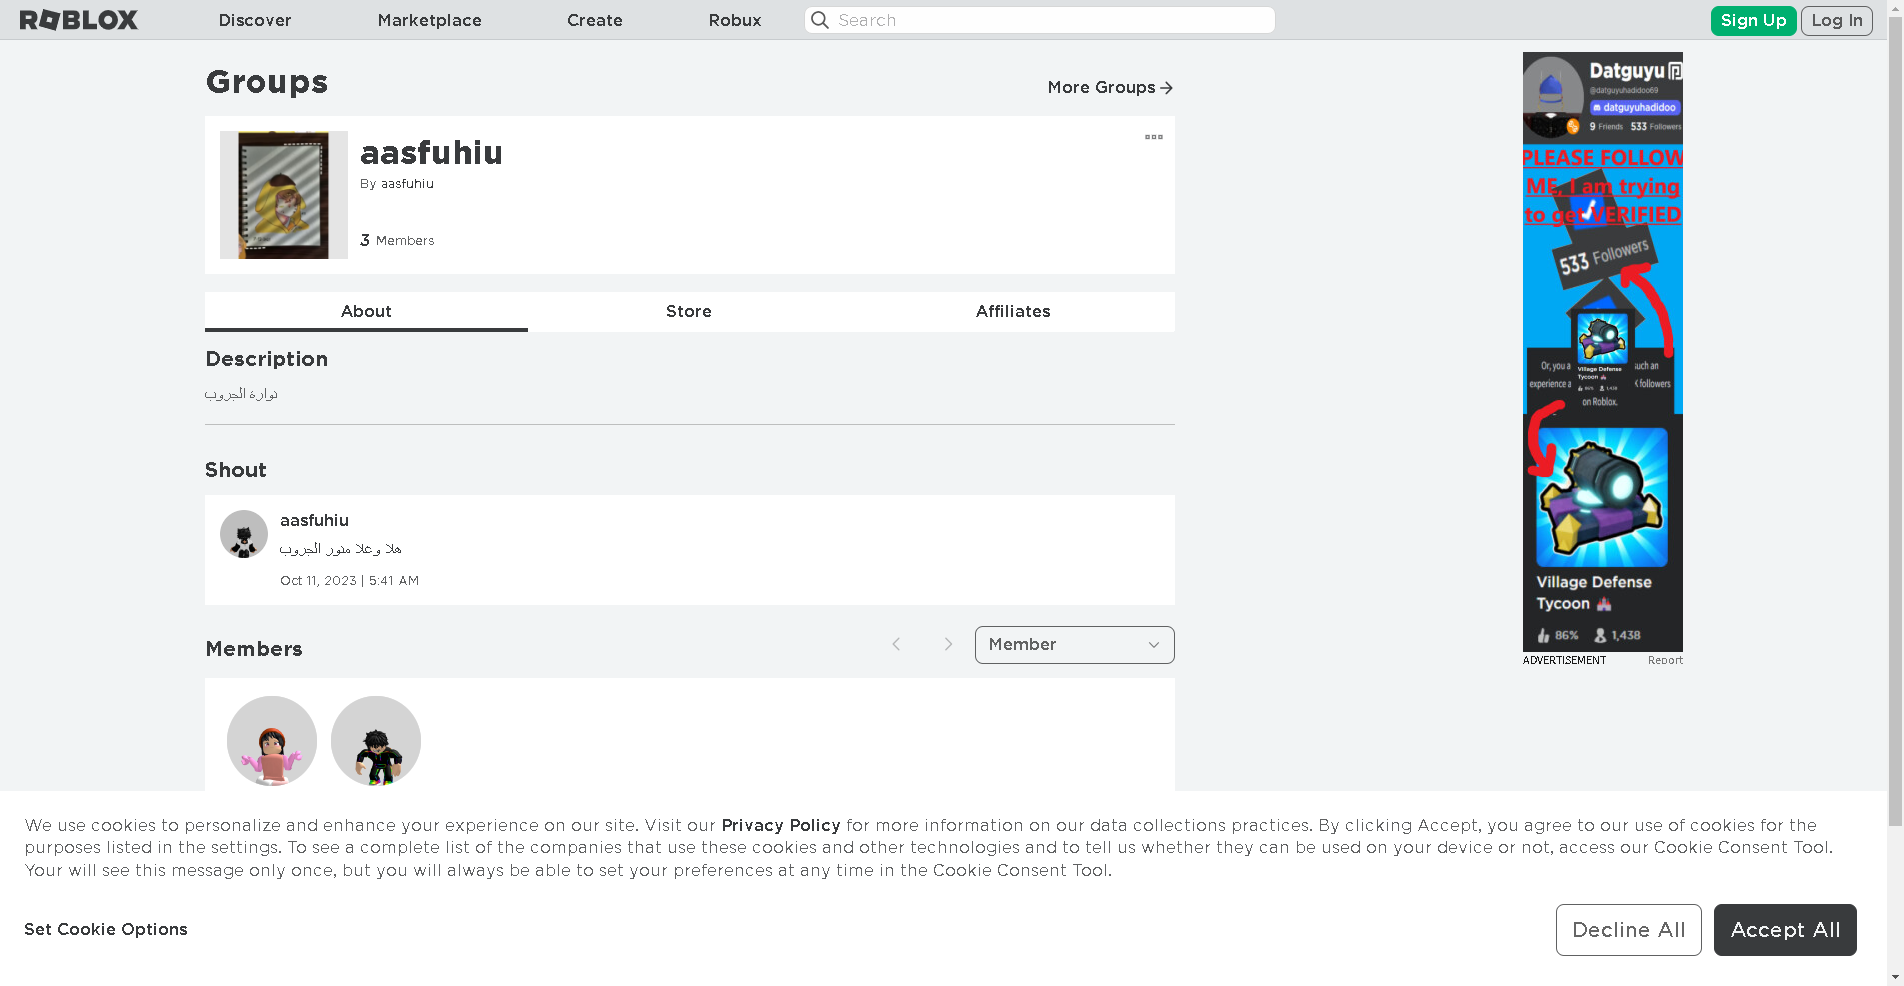 ROBLOX
Discover
Marketplace
Create
Robux
Search
Sign Up
Log In
Groups
More Groups
aasfuhiu
By aasfuhiu
3 Members
About
Store
Affiliates
Description
نوارة الجروب
Shout
aasfuhiu
هلا وغلا منور الجروب
Oct 11, 2023 | 5:41 AM
Members
Member
Datguyu
@datguyuhadidoo69
datguyuhadidoo
9 Friends 533 Followers
PLEASE FOLLOW
ME, I am trying
to get VERIFIED
533 Followers
Or, you a
such an
experience a
K followers
on Roblox.
Village Defense
Tycoon
86% 1,438
Village Defense
Tycoon
86% 1,438
ADVERTISEMENT
Report
We use cookies to personalize and enhance your experience on our site. Visit our Privacy Policy for more information on our data collections practices. By clicking Accept, you agree to our use of cookies for the
purposes listed in the settings. To see a complete list of the companies that use these cookies and other technologies and to tell us whether they can be used on your device or not, access our Cookie Consent Tool.
Your will see this message only once, but you will always be able to set your preferences at any time in the Cookie Consent Tool.
Set Cookie Options
Decline All
Accept All